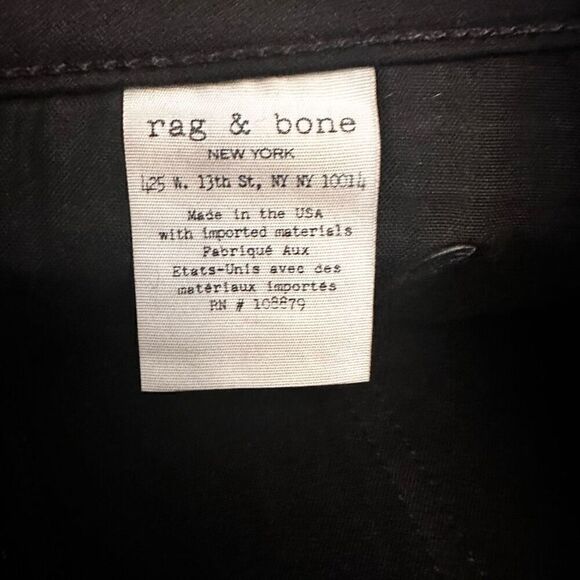 rag & bone
NEW YORK
425 W. 13th St, NY NY 10014
Made in the USA
with imported materials
Fabriqué Aux
Etats-Unis avec des
matériaux importés
RN # 108879